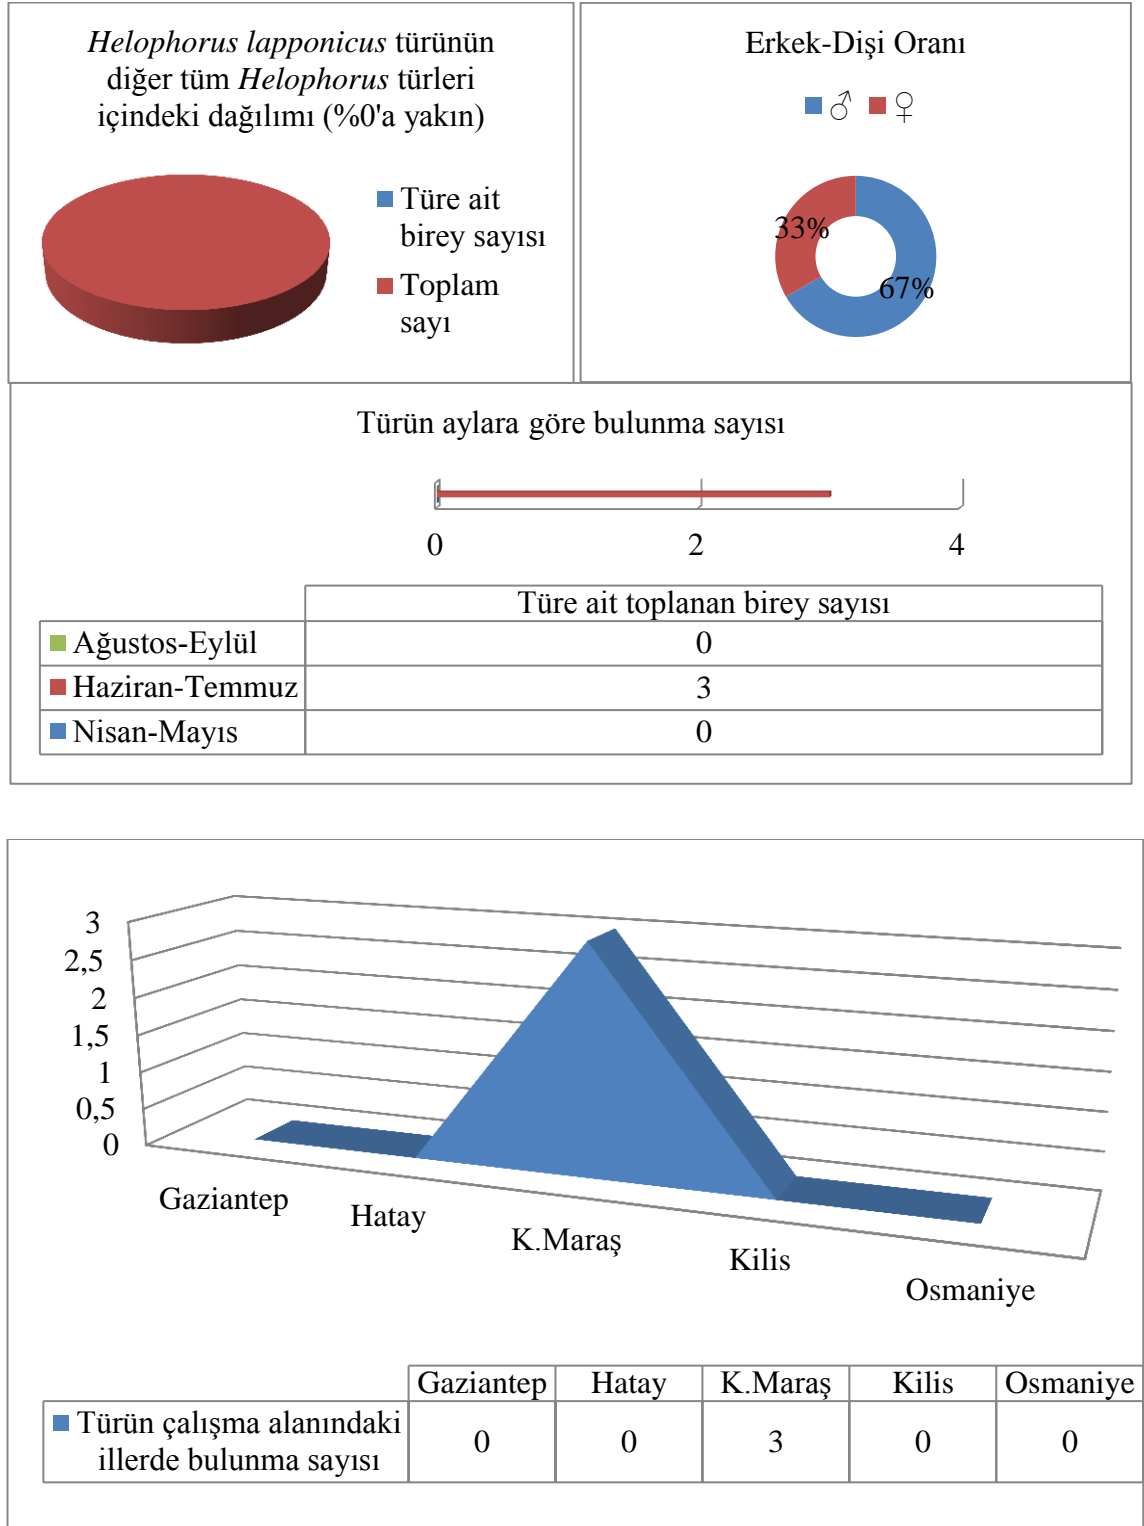 Helophorus lapponicus türünün
diğer tüm Helophorus türleri
içindeki dağılımı (%0'a yakın)
Türe ait
birey sayısı
Toplam
sayı
Erkek-Dişi Oranı
♂ ♀
33%
67%
Türün aylara göre bulunma sayısı
0 2 4
Türe ait toplanan birey sayısı
Ağustos-Eylül 0
Haziran-Temmuz 3
Nisan-Mayıs 0
3
2,5
2
1,5
1
0,5
0
Gaziantep
Hatay
K.Maraş
Kilis
Osmaniye
Gaziantep Hatay K.Maraş Kilis Osmaniye
Türün çalışma alanındaki
illerde bulunma sayısı
0 0 3 0 0